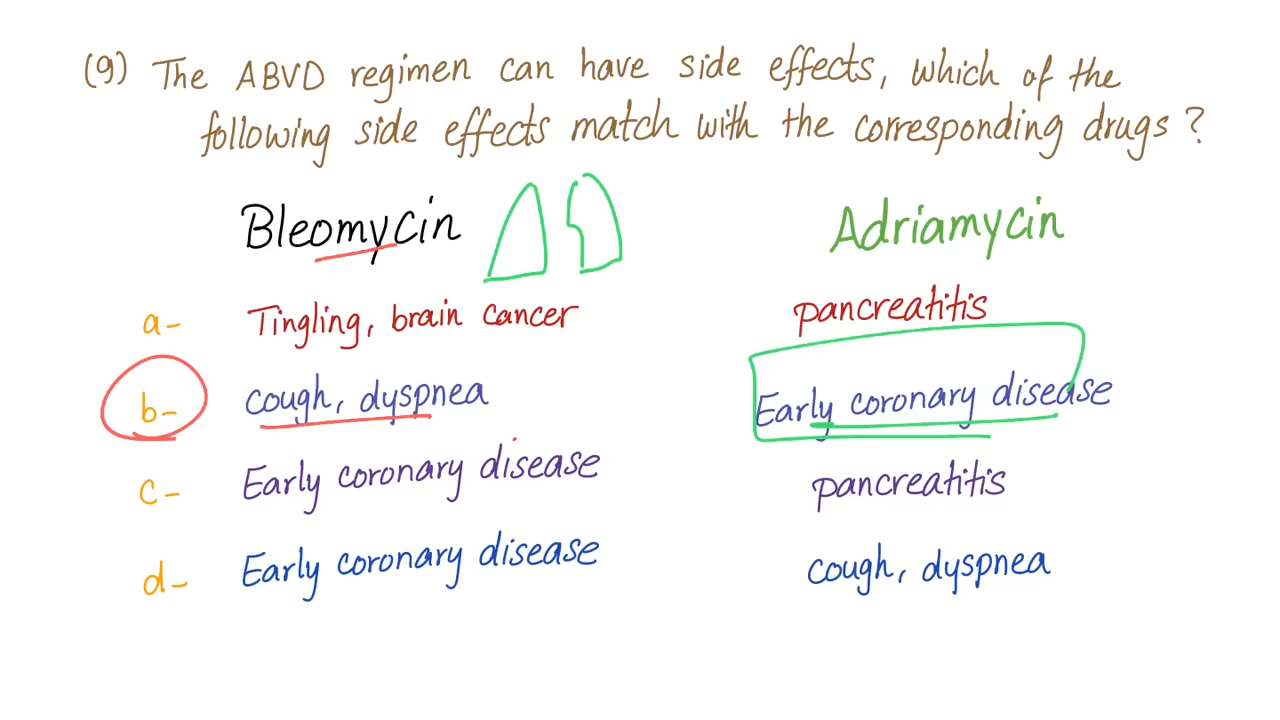 (9) The ABVD regimen can have side effects, which of the
following side effects match with the corresponding drugs?
Bleomycin Adriamycin
a- Tingling, brain cancer pancreatitis
b- cough, dyspnea Early coronary disease
c- Early coronary disease pancreatitis
d- Early coronary disease cough, dyspnea